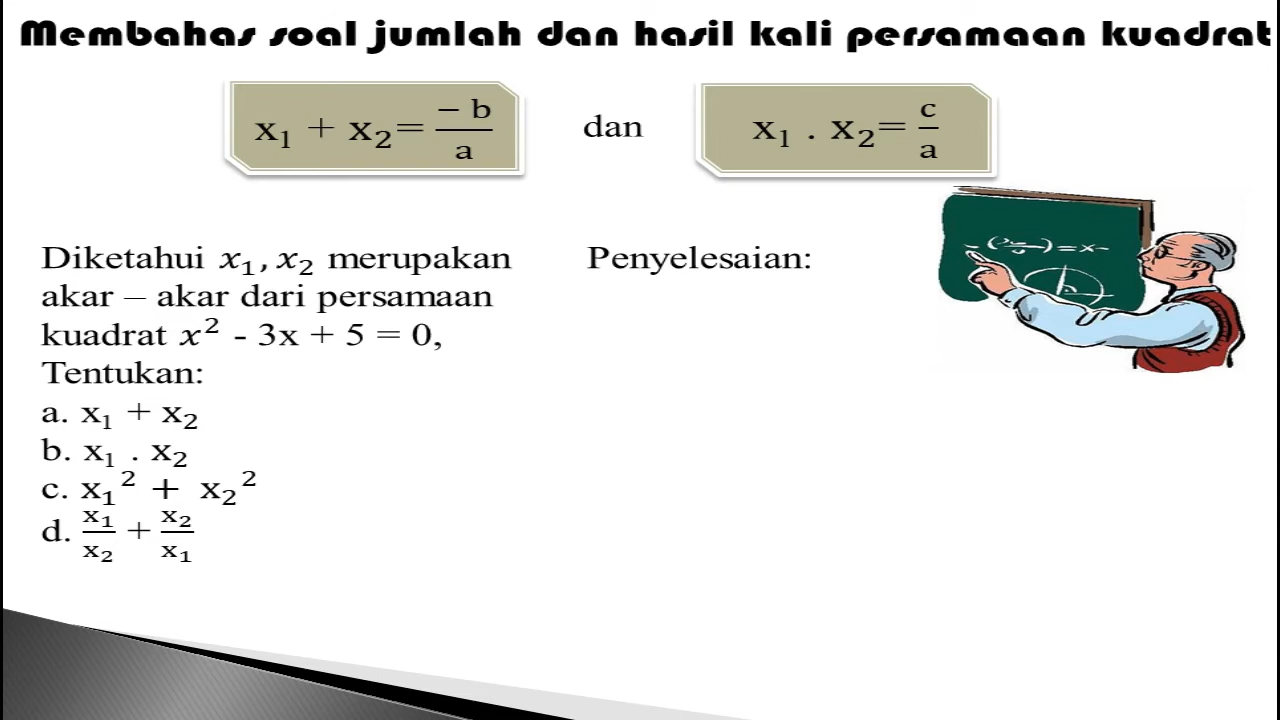 Membahas soal jumlah dan hasil kali persamaan kuadrat
x₁ + x₂ = −b/a dan x₁ . x₂ = c/a
Diketahui x₁, x₂ merupakan
akar – akar dari persamaan
kuadrat x² - 3x + 5 = 0,
Tentukan:
a. x₁ + x₂
b. x₁ . x₂
c. x₁² + x₂²
d. x₁/x₂ + x₂/x₁
Penyelesaian: